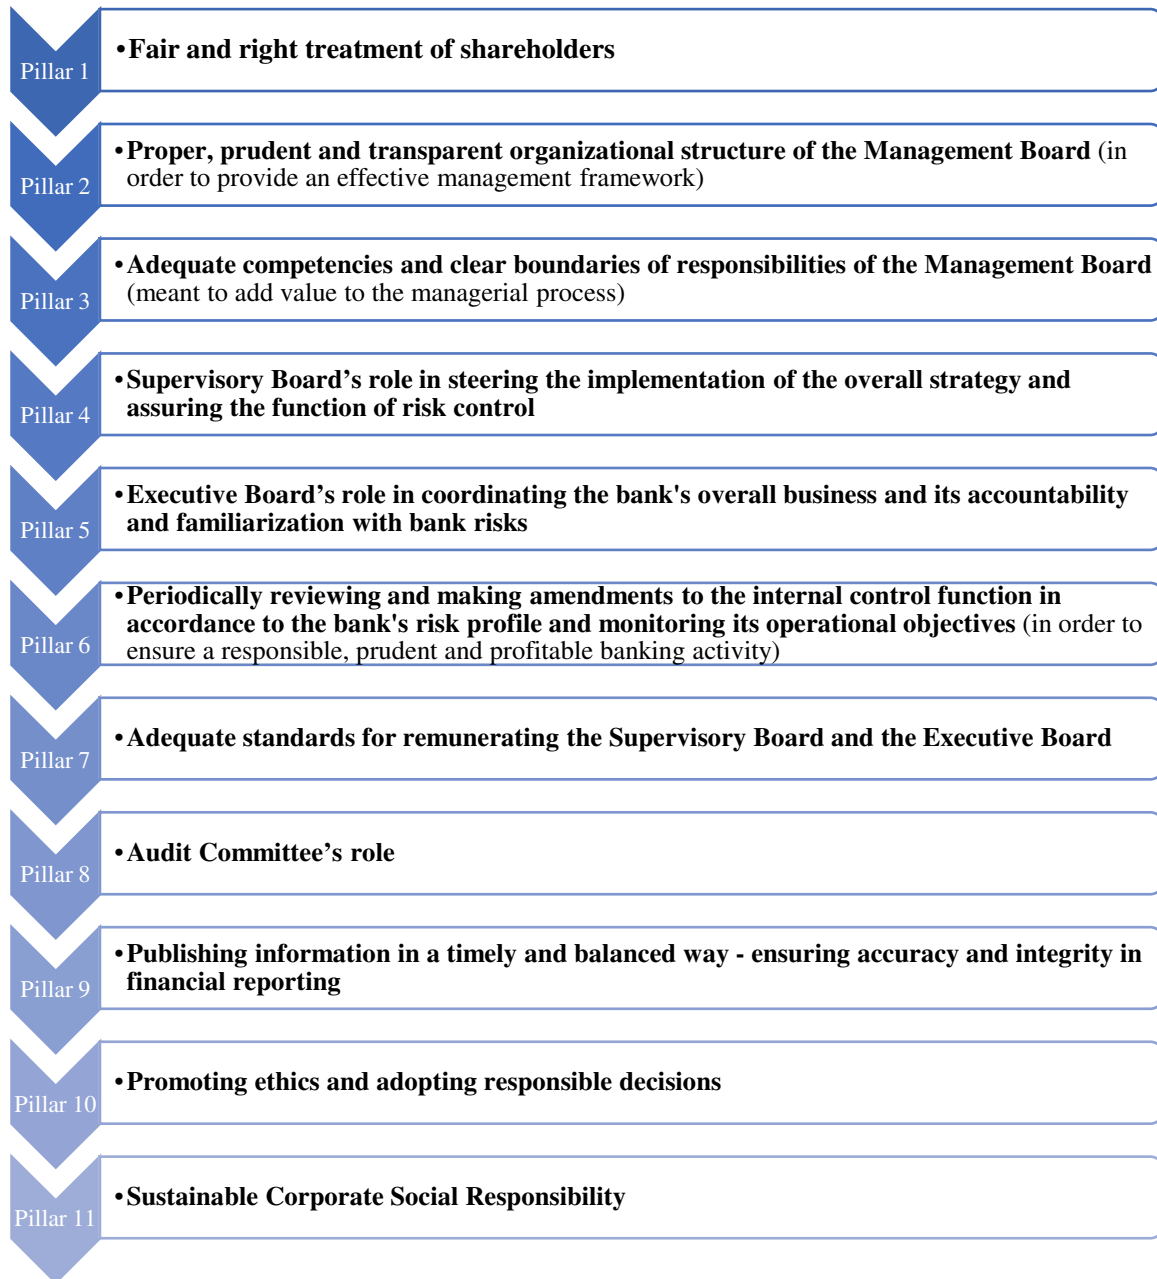 Pillar 1
•Fair and right treatment of shareholders
Pillar 2
•Proper, prudent and transparent organizational structure of the Management Board (in
order to provide an effective management framework)
Pillar 3
•Adequate competencies and clear boundaries of responsibilities of the Management Board
(meant to add value to the managerial process)
Pillar 4
•Supervisory Board’s role in steering the implementation of the overall strategy and
assuring the function of risk control
Pillar 5
•Executive Board’s role in coordinating the bank's overall business and its accountability
and familiarization with bank risks
Pillar 6
•Periodically reviewing and making amendments to the internal control function in
accordance to the bank's risk profile and monitoring its operational objectives (in order to
ensure a responsible, prudent and profitable banking activity)
Pillar 7
•Adequate standards for remunerating the Supervisory Board and the Executive Board
Pillar 8
•Audit Committee’s role
Pillar 9
•Publishing information in a timely and balanced way - ensuring accuracy and integrity in
financial reporting
Pillar 10
•Promoting ethics and adopting responsible decisions
Pillar 11
•Sustainable Corporate Social Responsibility